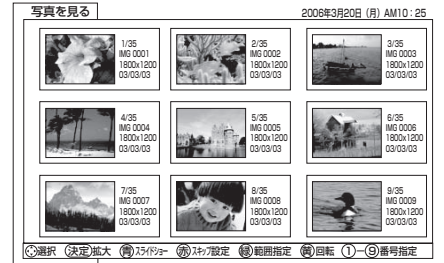 写真を見る
2006年3月20日（月）AM10：25
1/35
IMG 0001
1800x1200
03/03/03
2/35
IMG 0002
1800x1200
03/03/03
3/35
IMG 0003
1800x1200
03/03/03
4/35
IMG 0004
1800x1200
03/03/03
5/35
IMG 0005
1800x1200
03/03/03
6/35
IMG 0006
1800x1200
03/03/03
7/35
IMG 0007
1800x1200
03/03/03
8/35
IMG 0008
1800x1200
03/03/03
9/35
IMG 0009
1800x1200
03/03/03
選択 決定拡大 青スライドショー 赤スキップ設定 緑範囲指定 黄回転 ①－⑨番号指定